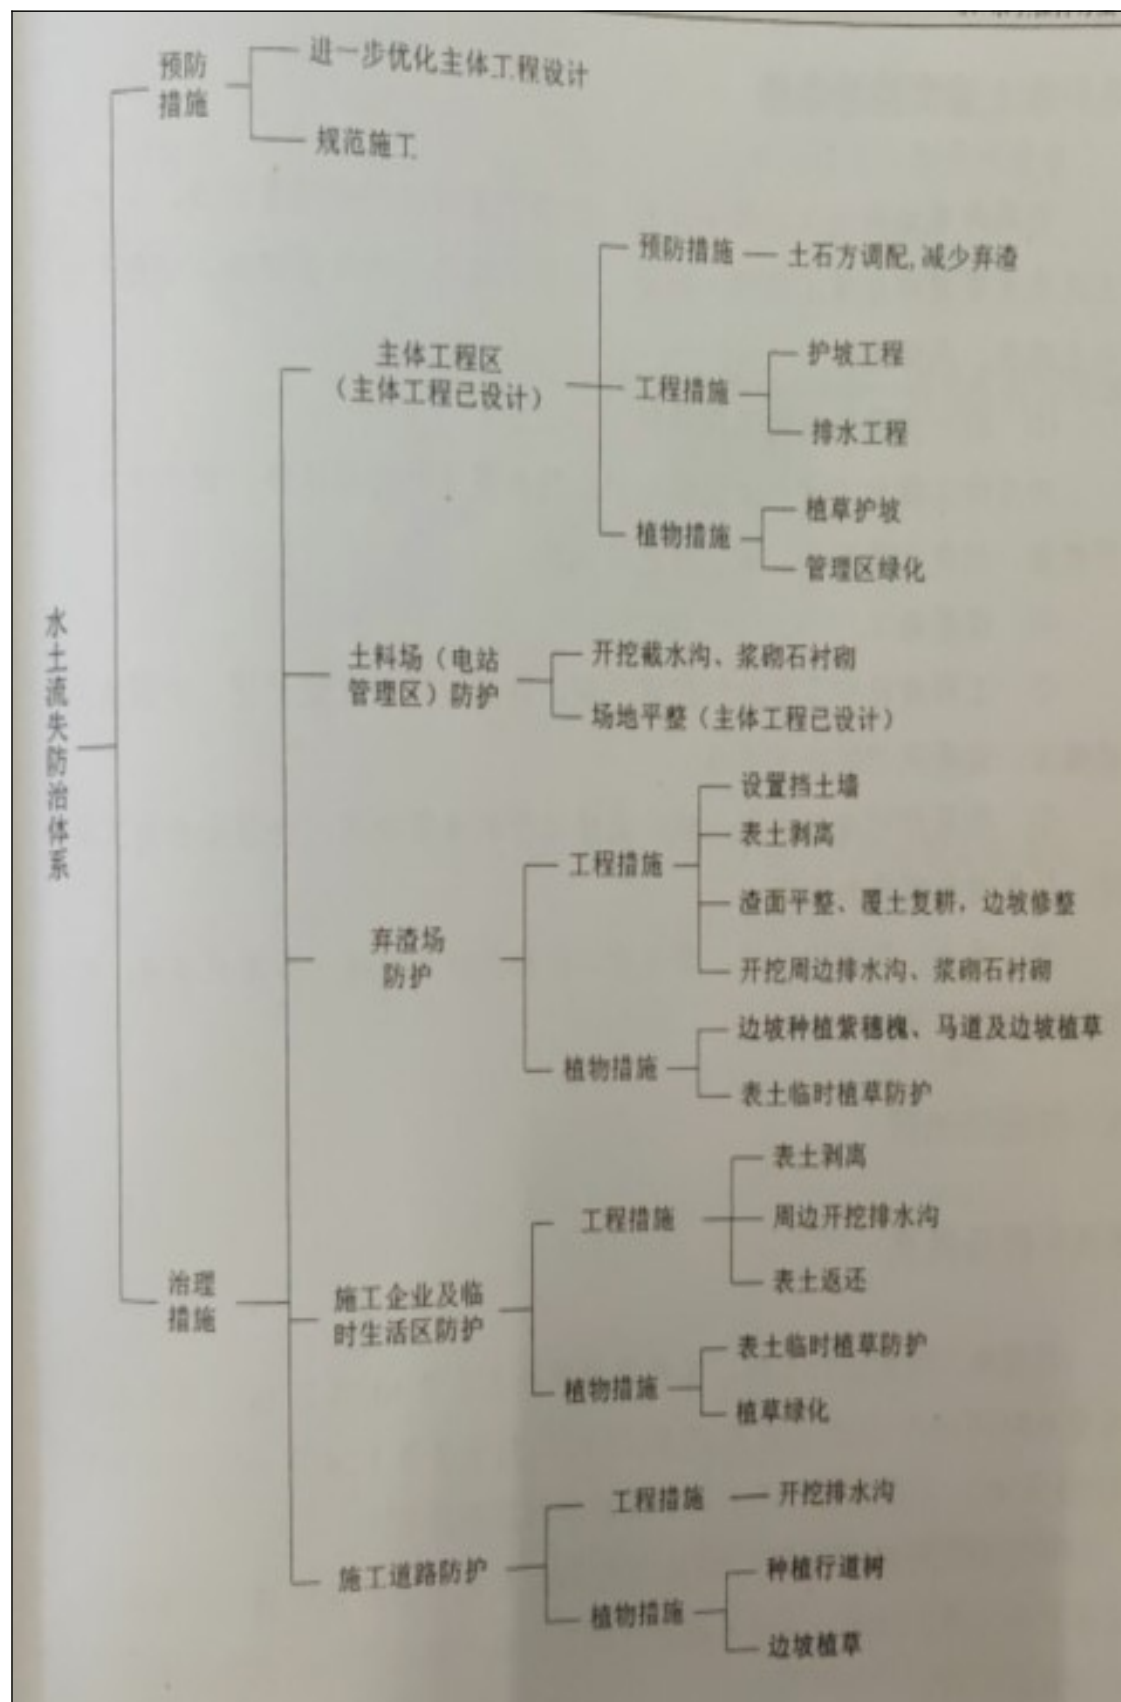 预防
措施
进一步优化主体工程设计
规范施工
主体工程区
（主体工程已设计）
预防措施
土石方调配,减少弃渣
工程措施
护坡工程
排水工程
植物措施
植草护坡
管理区绿化
水土流失防治体系
土料场（电站
管理区）防护
开挖截水沟、浆砌石衬砌
场地平整（主体工程已设计）
弃渣场
防护
工程措施
设置挡土墙
表土剥离
渣面平整、覆土复耕，边坡修整
开挖周边排水沟、浆砌石衬砌
植物措施
边坡种植紫穗槐、马道及边坡植草
表土临时植草防护
治理
措施
施工企业及临
时生活区防护
工程措施
表土剥离
周边开挖排水沟
表土返还
植物措施
表土临时植草防护
植草绿化
施工道路防护
工程措施
开挖排水沟
植物措施
种植行道树
边坡植草